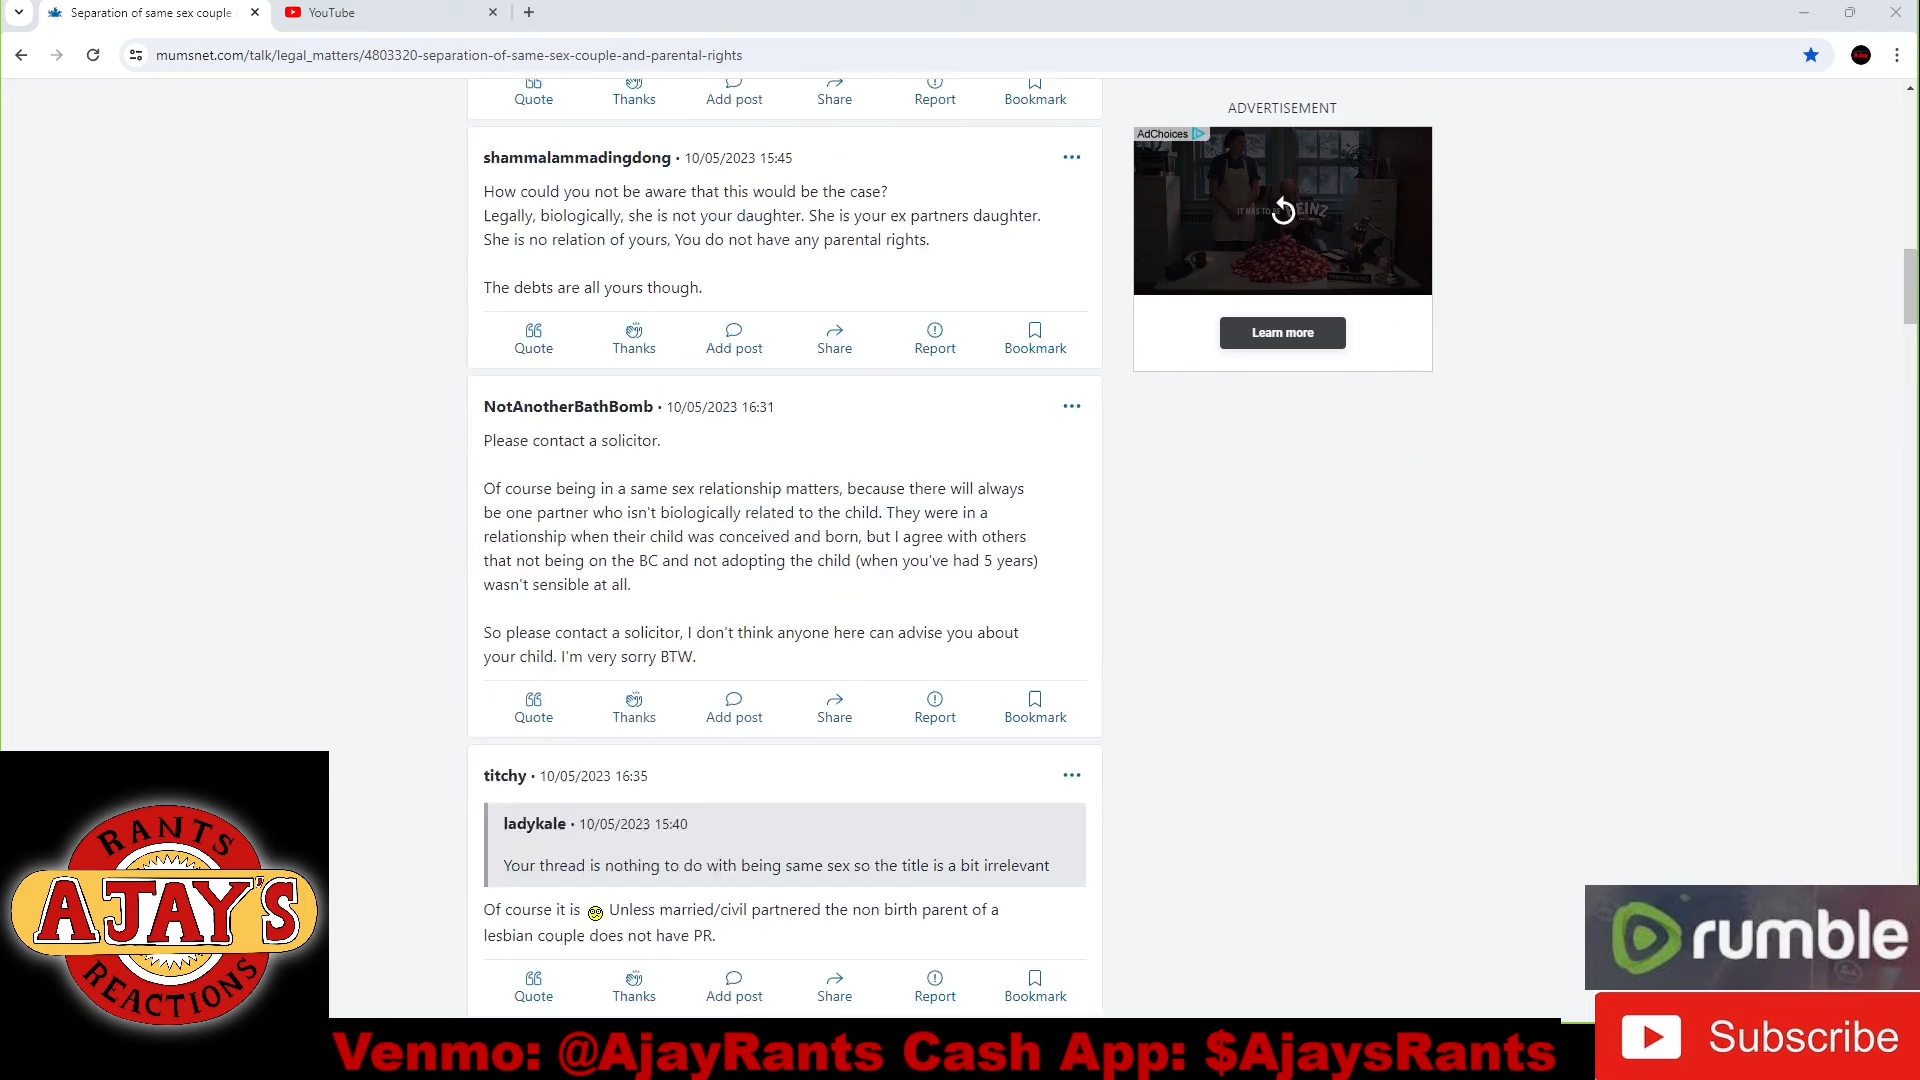 Separation of same sex couple
YouTube
mumsnet.com/talk/legal_matters/4803320-separation-of-same-sex-couple-and-parental-rights
Quote Thanks Add post Share Report Bookmark
ADVERTISEMENT
AdChoices
IT HAS TO BE HEINZ
Learn more
shammalammadingdong • 10/05/2023 15:45
How could you not be aware that this would be the case?
Legally, biologically, she is not your daughter. She is your ex partners daughter.
She is no relation of yours, You do not have any parental rights.
The debts are all yours though.
Quote Thanks Add post Share Report Bookmark
NotAnotherBathBomb • 10/05/2023 16:31
Please contact a solicitor.
Of course being in a same sex relationship matters, because there will always
be one partner who isn't biologically related to the child. They were in a
relationship when their child was conceived and born, but I agree with others
that not being on the BC and not adopting the child (when you've had 5 years)
wasn't sensible at all.
So please contact a solicitor, I don't think anyone here can advise you about
your child. I'm very sorry BTW.
Quote Thanks Add post Share Report Bookmark
titchy • 10/05/2023 16:35
ladykale • 10/05/2023 15:40
Your thread is nothing to do with being same sex so the title is a bit irrelevant
Of course it is Unless married/civil partnered the non birth parent of a
lesbian couple does not have PR.
Quote Thanks Add post Share Report Bookmark
RANTS
AJAY'S
REACTIONS
rumble
Subscribe
Venmo: @AjayRants Cash App: $AjaysRants